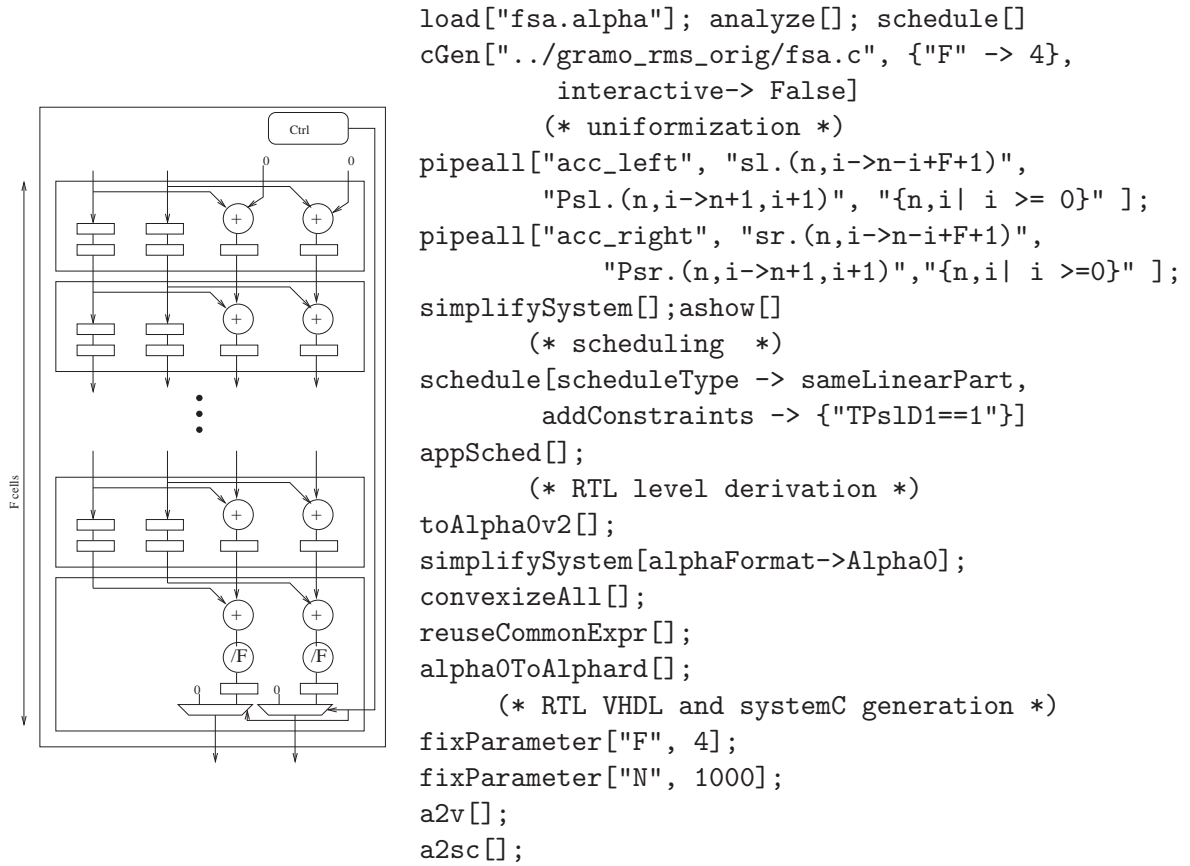 Ctrl
0 0
+ +
+ +
F cells
+ +
+ +
/F /F
0 0
load["fsa.alpha"]; analyze[]; schedule[]
cGen["../gramo_rms_orig/fsa.c", {"F" -> 4},
interactive-> False]
(* uniformization *)
pipeall["acc_left", "sl.(n,i->n-i+F+1)",
"Psl.(n,i->n+1,i+1)", "{n,i| i >= 0}" ];
pipeall["acc_right", "sr.(n,i->n-i+F+1)",
"Psr.(n,i->n+1,i+1)","{n,i| i >=0}" ];
simplifySystem[];ashow[]
(* scheduling *)
schedule[scheduleType -> sameLinearPart,
addConstraints -> {"TPslD1==1"}]
appSched[];
(* RTL level derivation *)
toAlpha0v2[];
simplifySystem[alphaFormat->Alpha0];
convexizeAll[];
reuseCommonExpr[];
alpha0ToAlphard[];
(* RTL VHDL and systemC generation *)
fixParameter["F", 4];
fixParameter["N", 1000];
a2v[];
a2sc[];